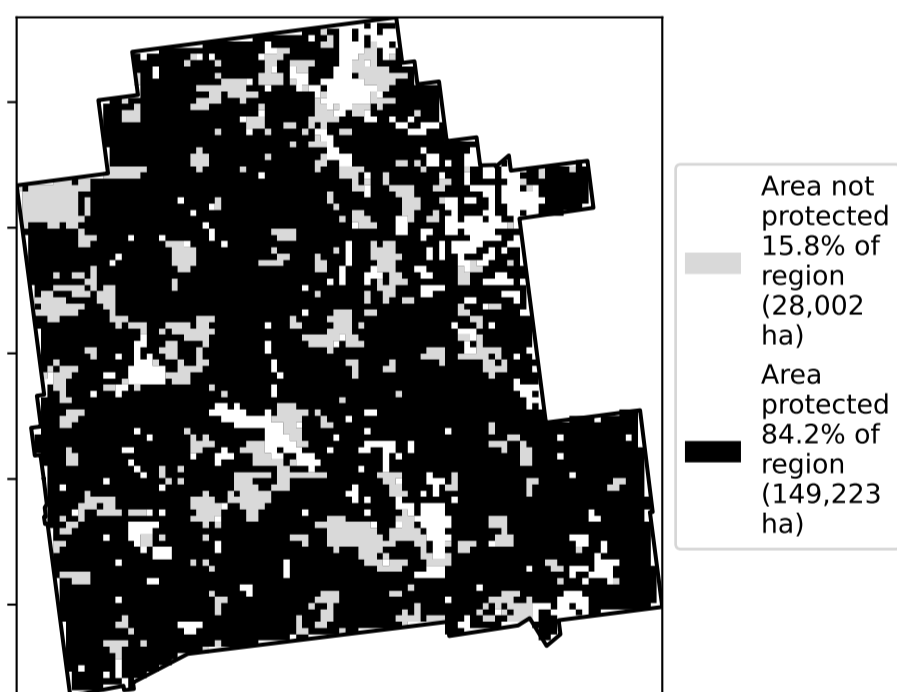 Area not
protected
15.8% of
region
(28,002
ha)
Area
protected
84.2% of
region
(149,223
ha)